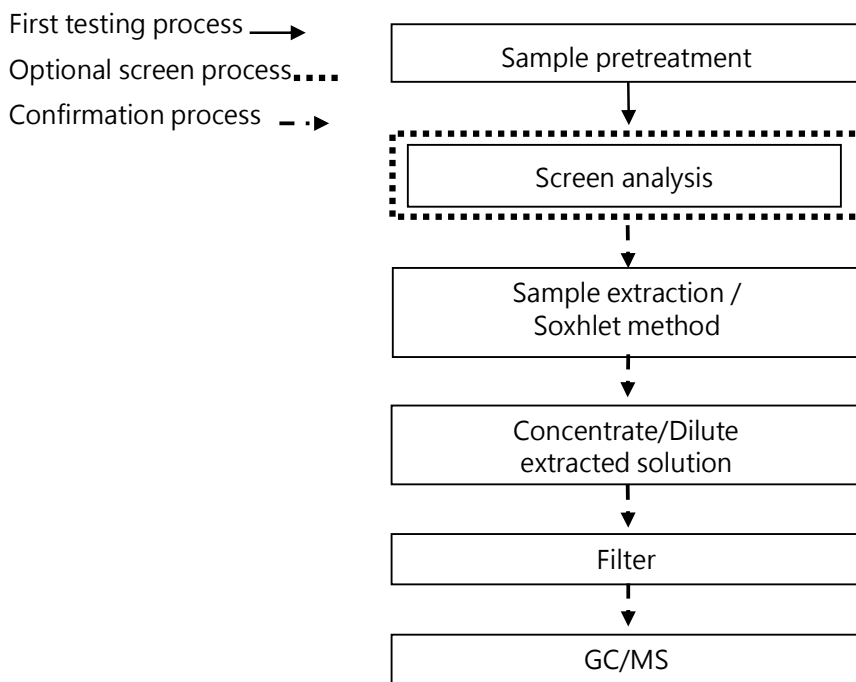 First testing process
Optional screen process
Confirmation process
Sample pretreatment
Screen analysis
Sample extraction /
Soxhlet method
Concentrate/Dilute
extracted solution
Filter
GC/MS